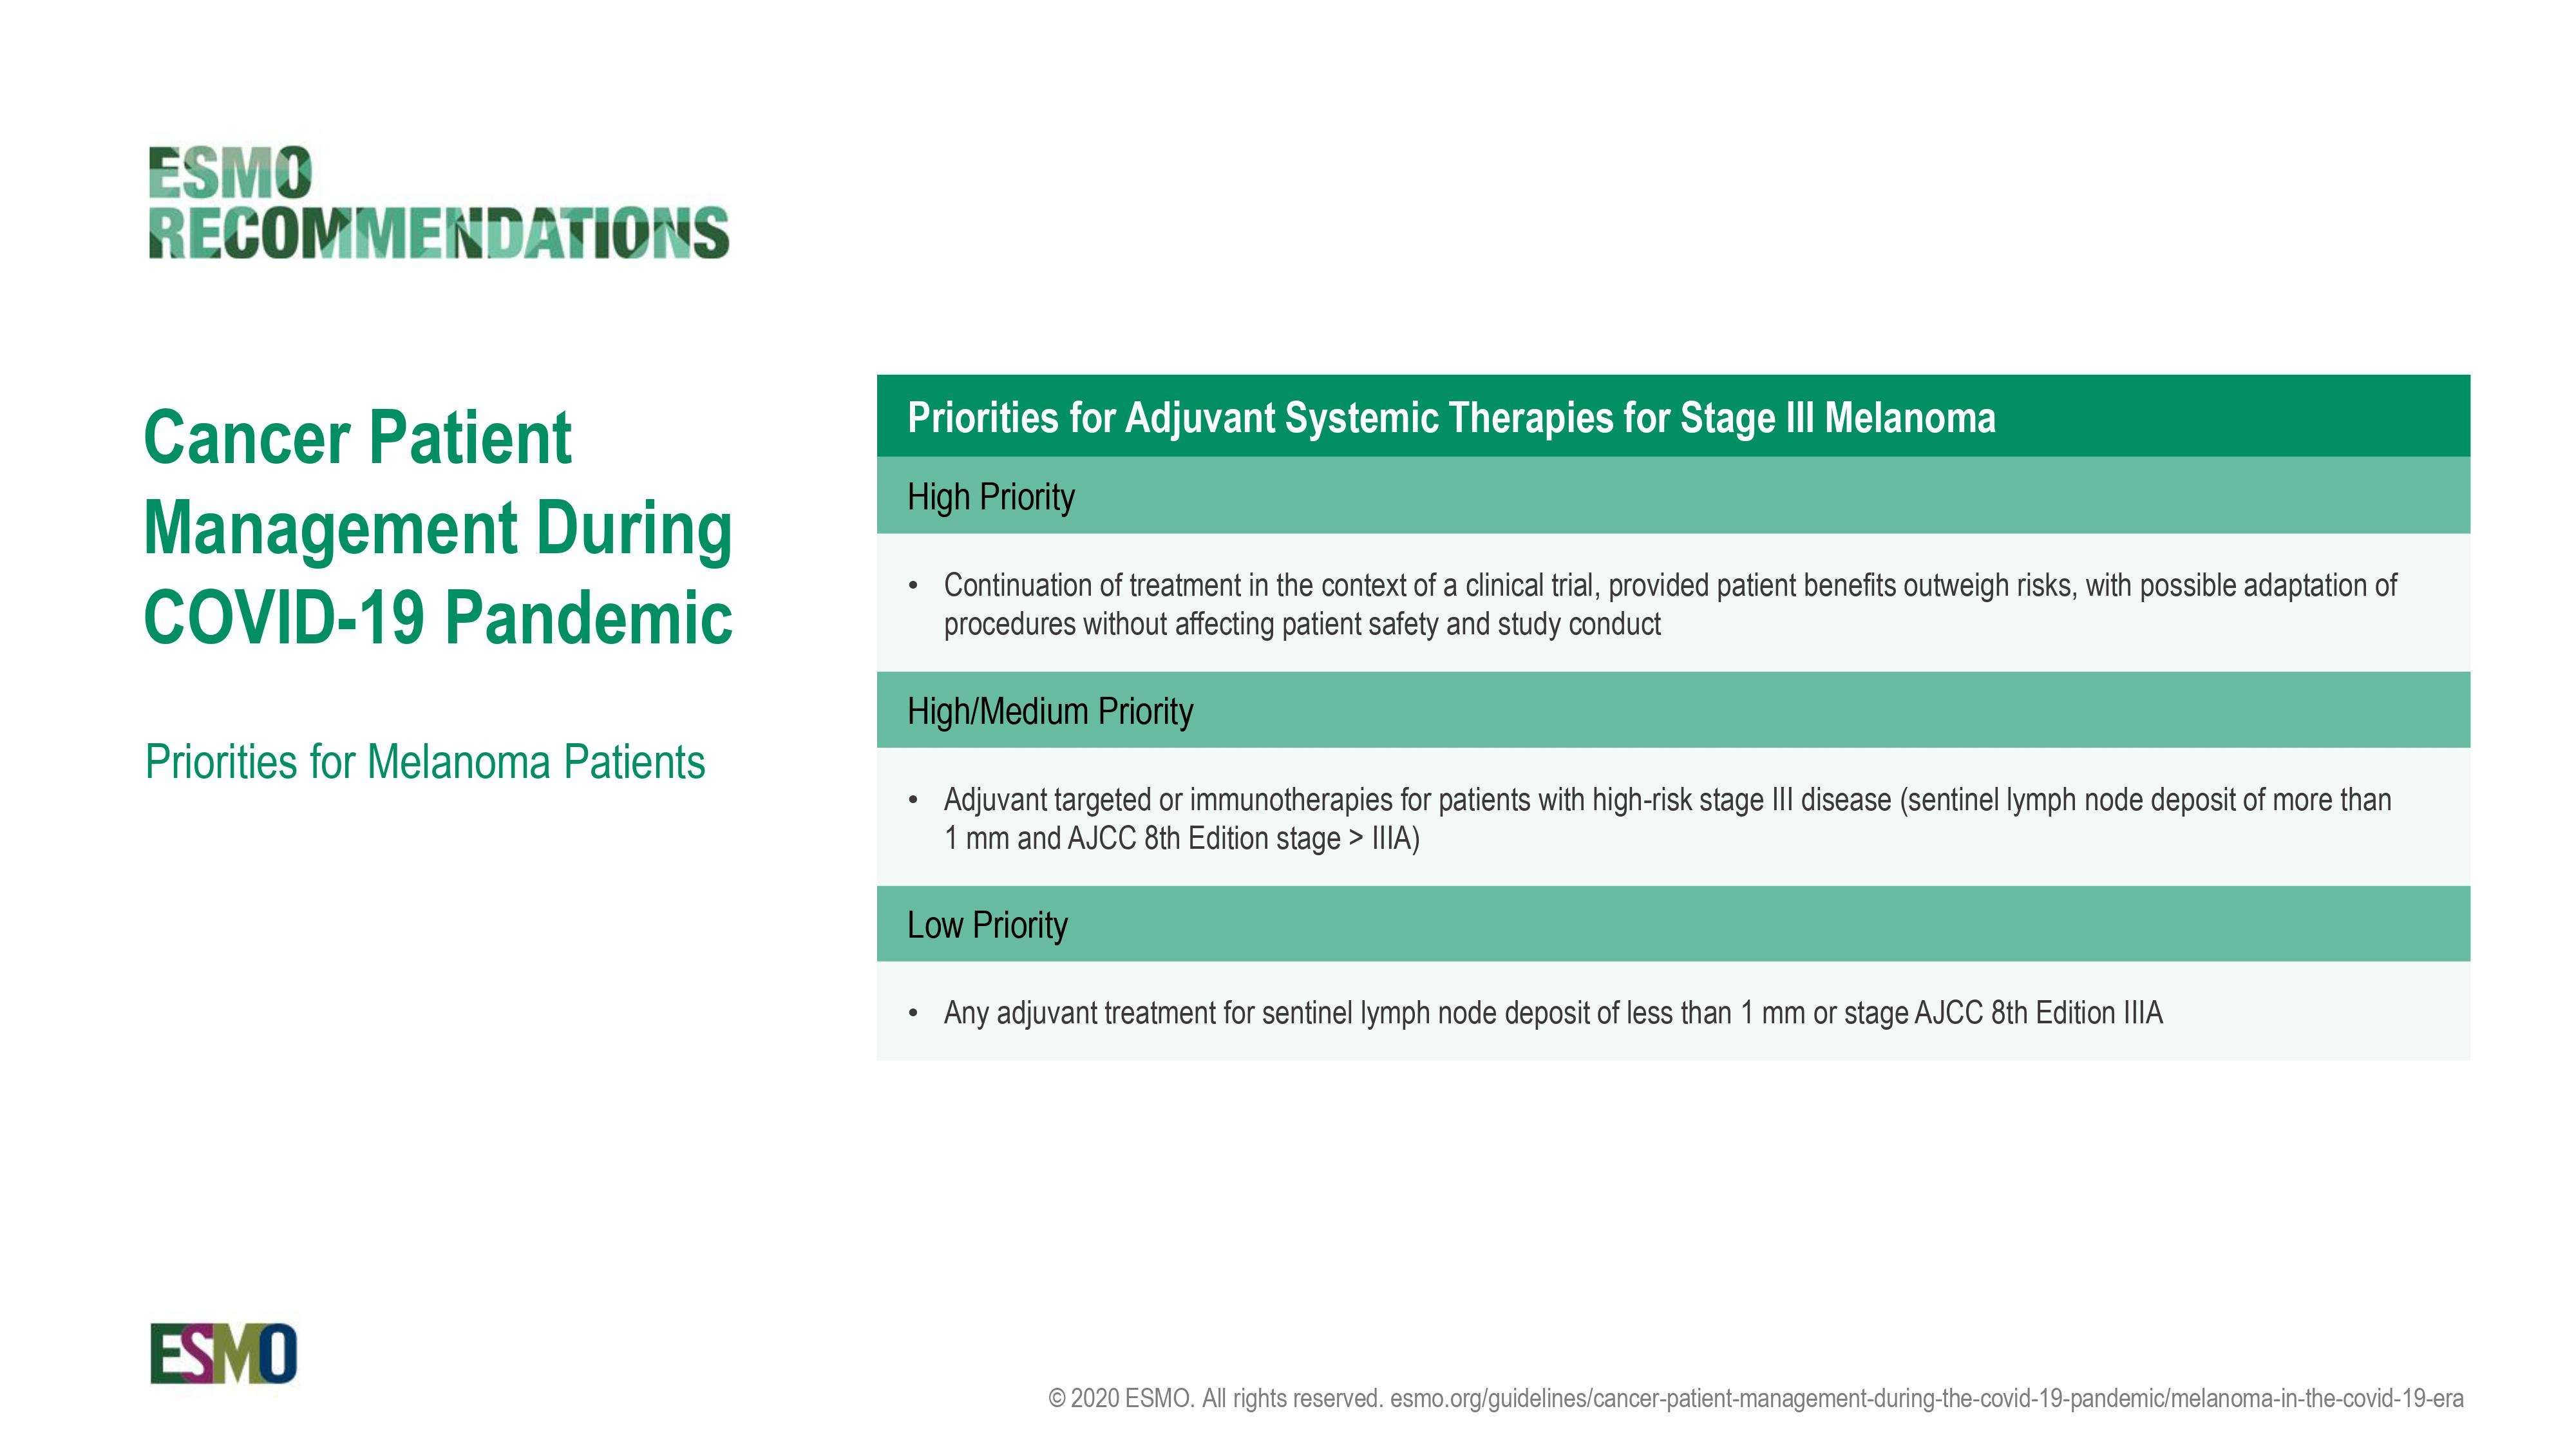 ESMO
RECOMMENDATIONS
Cancer Patient
Management During
COVID-19 Pandemic
Priorities for Melanoma Patients
Priorities for Adjuvant Systemic Therapies for Stage III Melanoma
High Priority
• Continuation of treatment in the context of a clinical trial, provided patient benefits outweigh risks, with possible adaptation of
procedures without affecting patient safety and study conduct
High/Medium Priority
• Adjuvant targeted or immunotherapies for patients with high-risk stage III disease (sentinel lymph node deposit of more than
1 mm and AJCC 8th Edition stage > IIIA)
Low Priority
• Any adjuvant treatment for sentinel lymph node deposit of less than 1 mm or stage AJCC 8th Edition IIIA
ESMO
© 2020 ESMO. All rights reserved. esmo.org/guidelines/cancer-patient-management-during-the-covid-19-pandemic/melanoma-in-the-covid-19-era